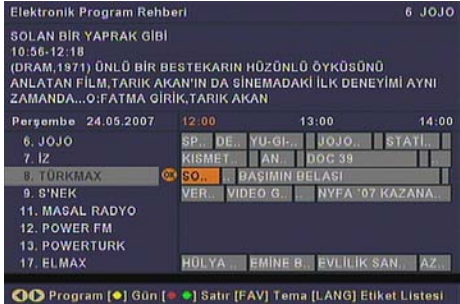 Elektronik Program Rehberi 6 JOJO
SOLAN BİR YAPRAK GİBİ
10:56-12:18
(DRAM,1971) ÜNLÜ BİR BESTEKARIN HÜZÜNLÜ ÖYKÜSÜNÜ
ANLATAN FİLM,TARIK AKAN'IN DA SİNEMADAKİ İLK DENEYİMİ AYNI
ZAMANDA...O:FATMA GİRİK,TARIK AKAN
Perşembe 24.05.2007 12:00 13:00 14:00
6. JOJO SP.. DE.. YU-GI-.. JOJO.. STATİ..
7. İZ KISMET.. AN.. DOC 39
8. TÜRKMAX OK SO.. .. BAŞIMIN BELASI
9. S'NEK VER.. VIDEO G.. NYFA '07 KAZANA..
11. MASAL RADYO
12. POWER FM
13. POWERTURK
17. ELMAX HÜLYA .. EMİNE B.. EVLİLİK SAN.. AZ..
Program [ ] Gün [ ] Satır [FAV] Tema [LANG] Etiket Listesi